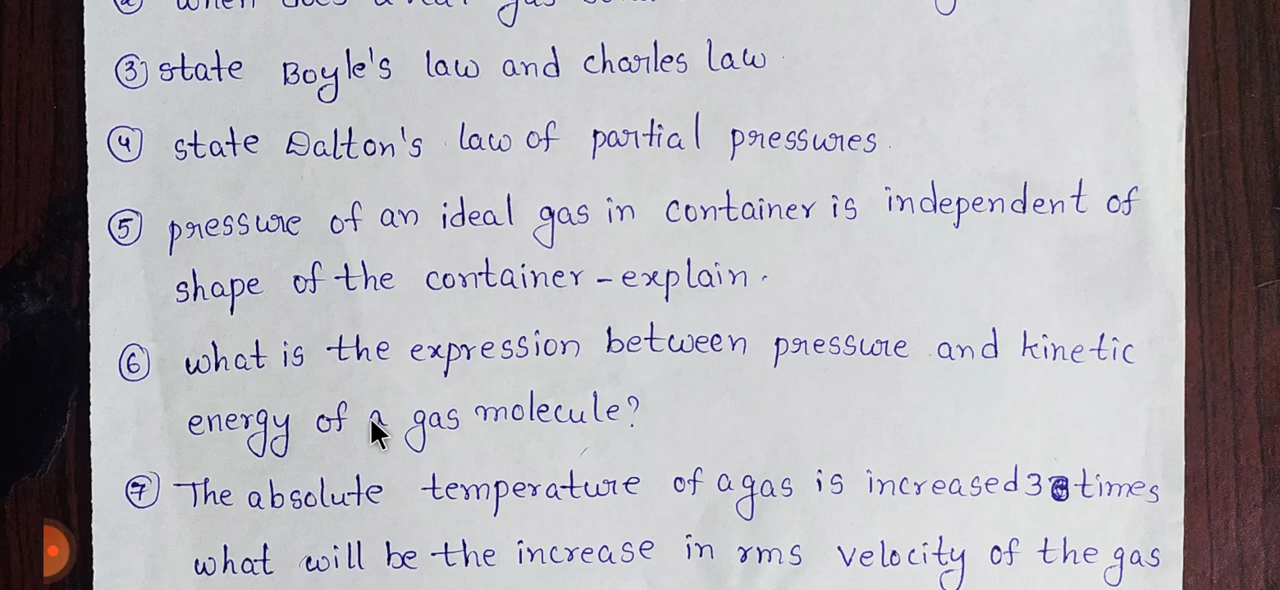 ③ state Boyle's law and charles law
④ state Dalton's law of partial pressures.
⑤ pressure of an ideal gas in container is independent of
shape of the container - explain.
⑥ what is the expression between pressure and kinetic
energy of a gas molecule?
⑦ The absolute temperature of a gas is increased 3 times
what will be the increase in rms velocity of the gas